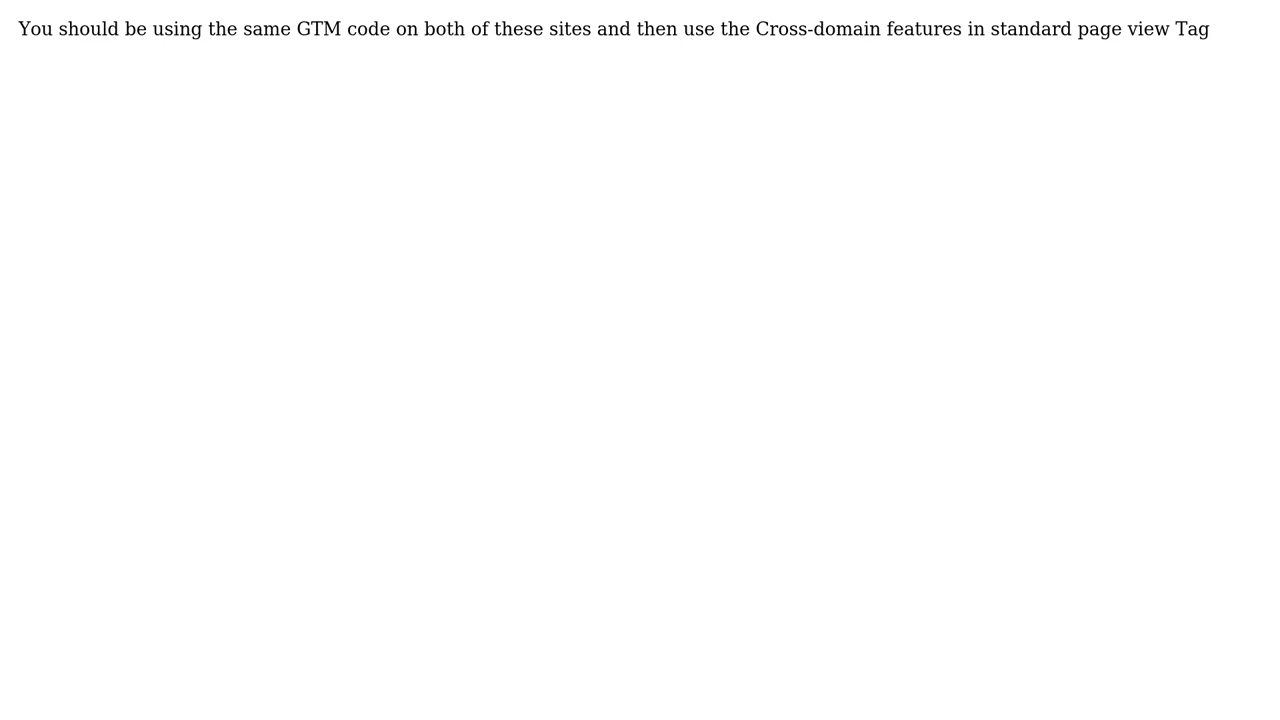 You should be using the same GTM code on both of these sites and then use the Cross-domain features in standard page view Tag